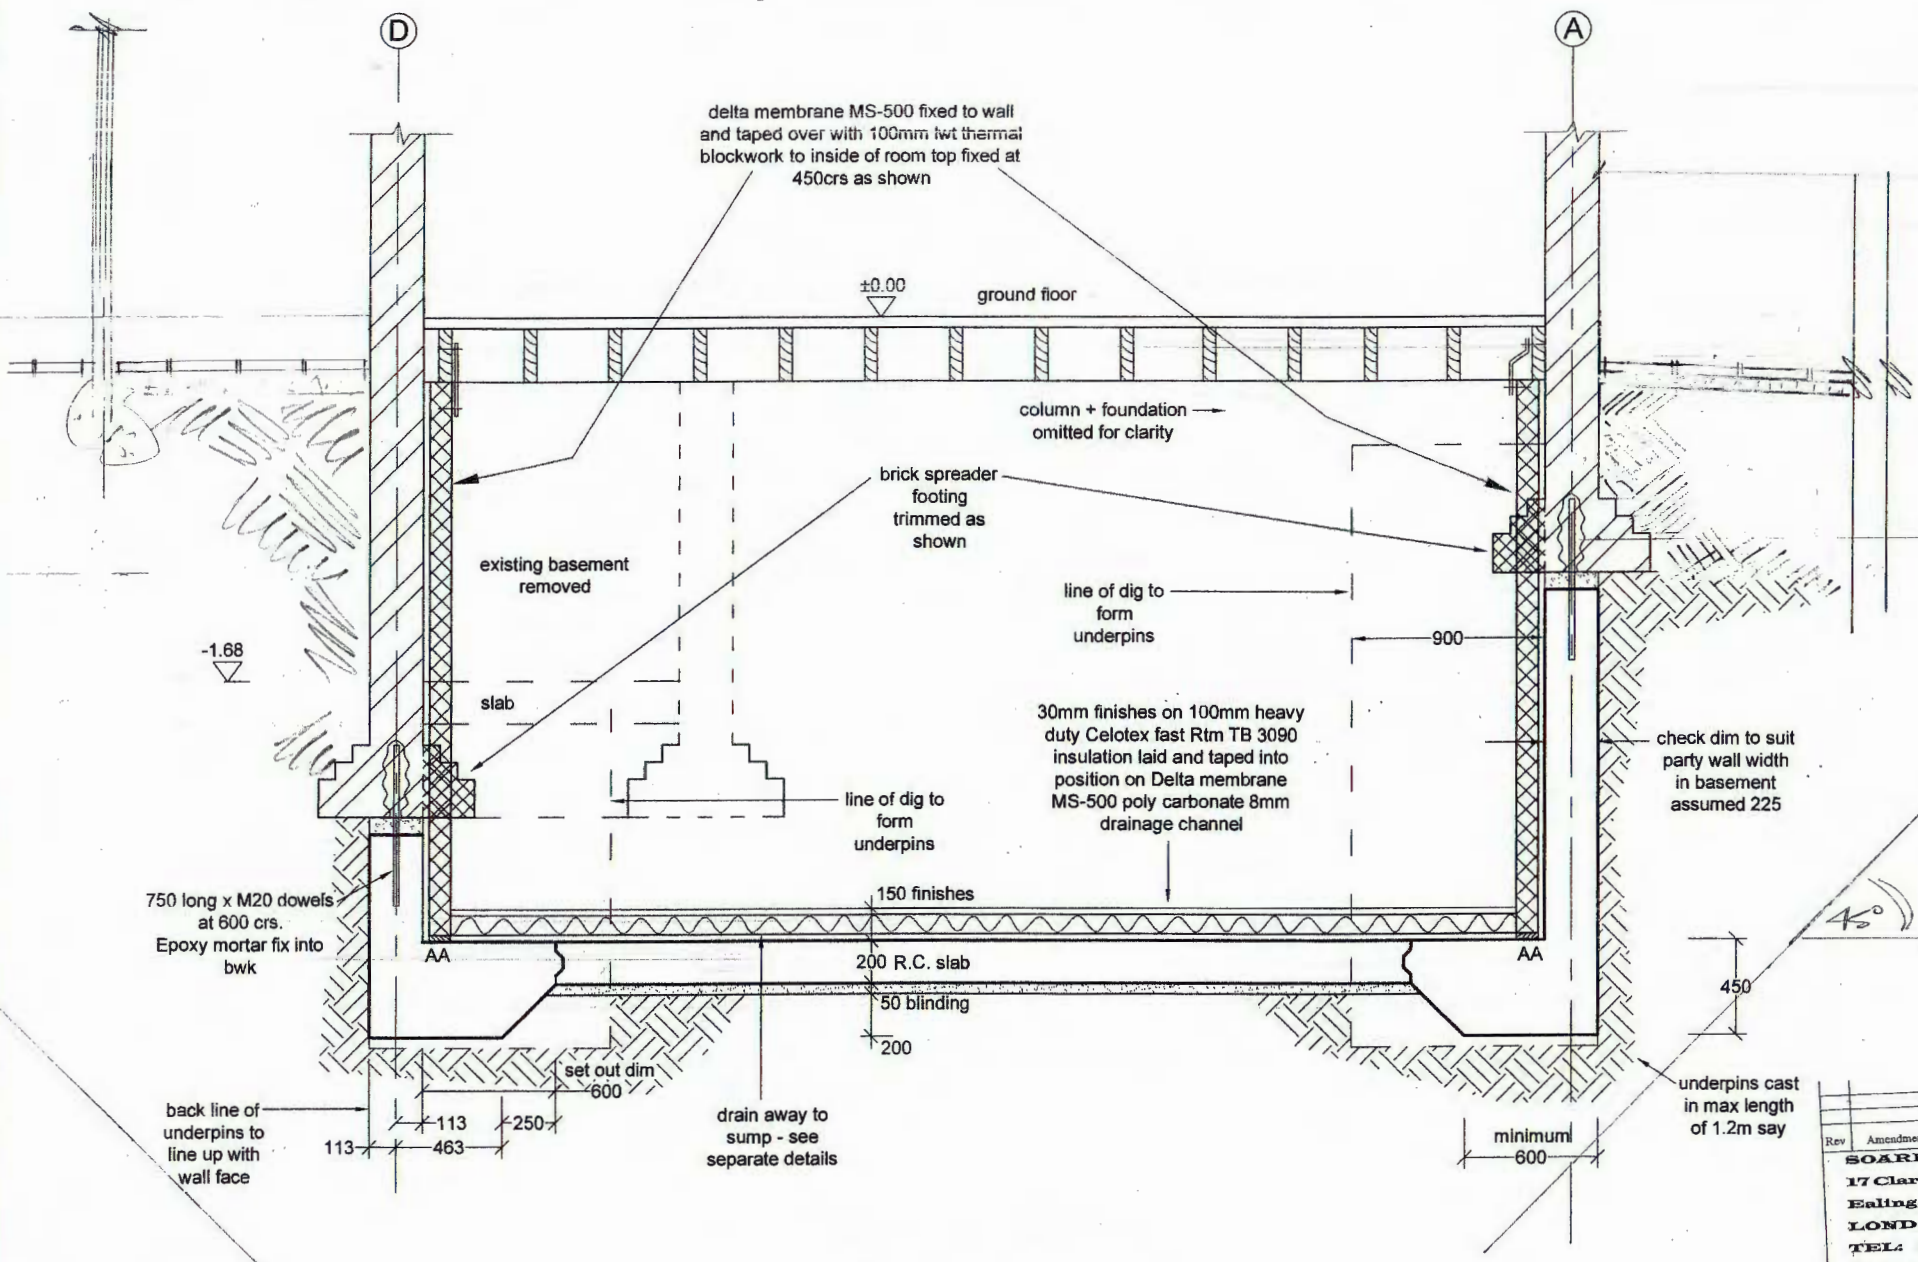 D
A
delta membrane MS-500 fixed to wall
and taped over with 100mm lwt thermal
blockwork to inside of room top fixed at
450crs as shown
±0.00
ground floor
column + foundation
omitted for clarity
brick spreader
footing
trimmed as
shown
existing basement
removed
line of dig to
form
underpins
900
-1.68
slab
30mm finishes on 100mm heavy
duty Celotex fast Rtm TB 3090
insulation laid and taped into
position on Delta membrane
MS-500 poly carbonate 8mm
drainage channel
check dim to suit
party wall width
in basement
assumed 225
line of dig to
form
underpins
750 long x M20 dowels
at 600 crs.
Epoxy mortar fix into
bwk
150 finishes
45°
AA
AA
200 R.C. slab
50 blinding
450
200
set out dim
600
back line of
underpins to
line up with
wall face
113
250
113
463
drain away to
sump - see
separate details
minimum
600
underpins cast
in max length
of 1.2m say
Rev
SOAR
17 Clar
Ealing
LOND
TEL: